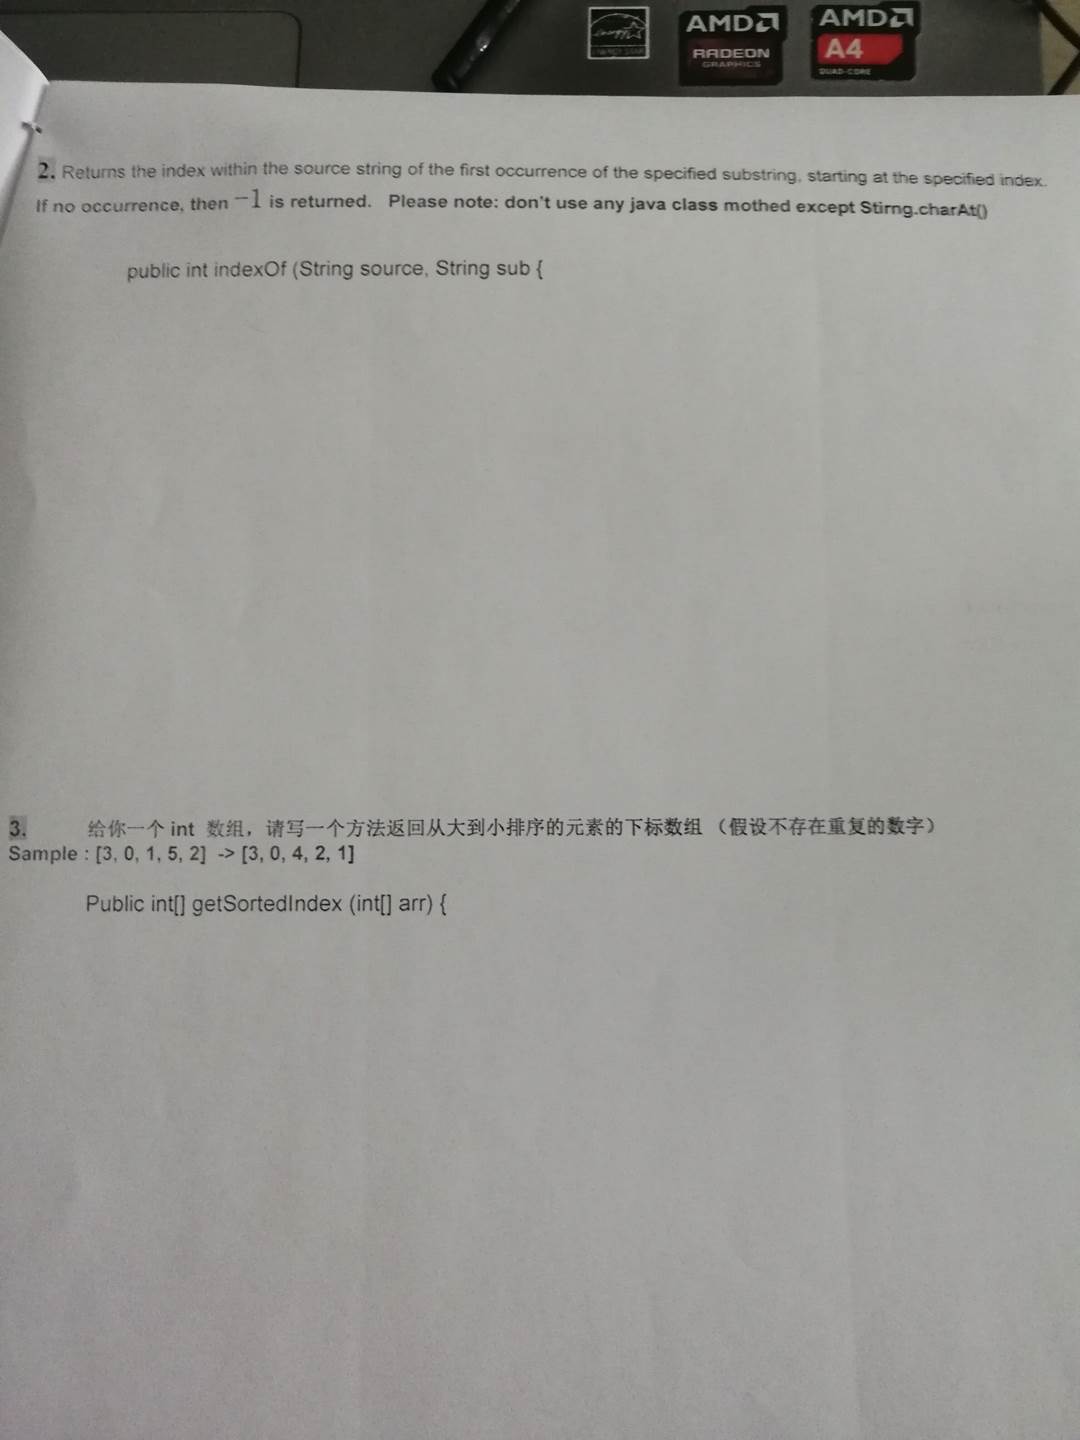 AMD
RADEON
GRAPHICS
AMD
A4
QUAD-CORE
2. Returns the index within the source string of the first occurrence of the specified substring, starting at the specified index.
If no occurrence, then -1 is returned. Please note: don't use any java class mothed except Stirng.charAt()
public int indexOf (String source, String sub {
3. 给你一个 int 数组，请写一个方法返回从大到小排序的元素的下标数组 （假设不存在重复的数字）
Sample : [3, 0, 1, 5, 2] -> [3, 0, 4, 2, 1]
Public int[] getSortedIndex (int[] arr) {